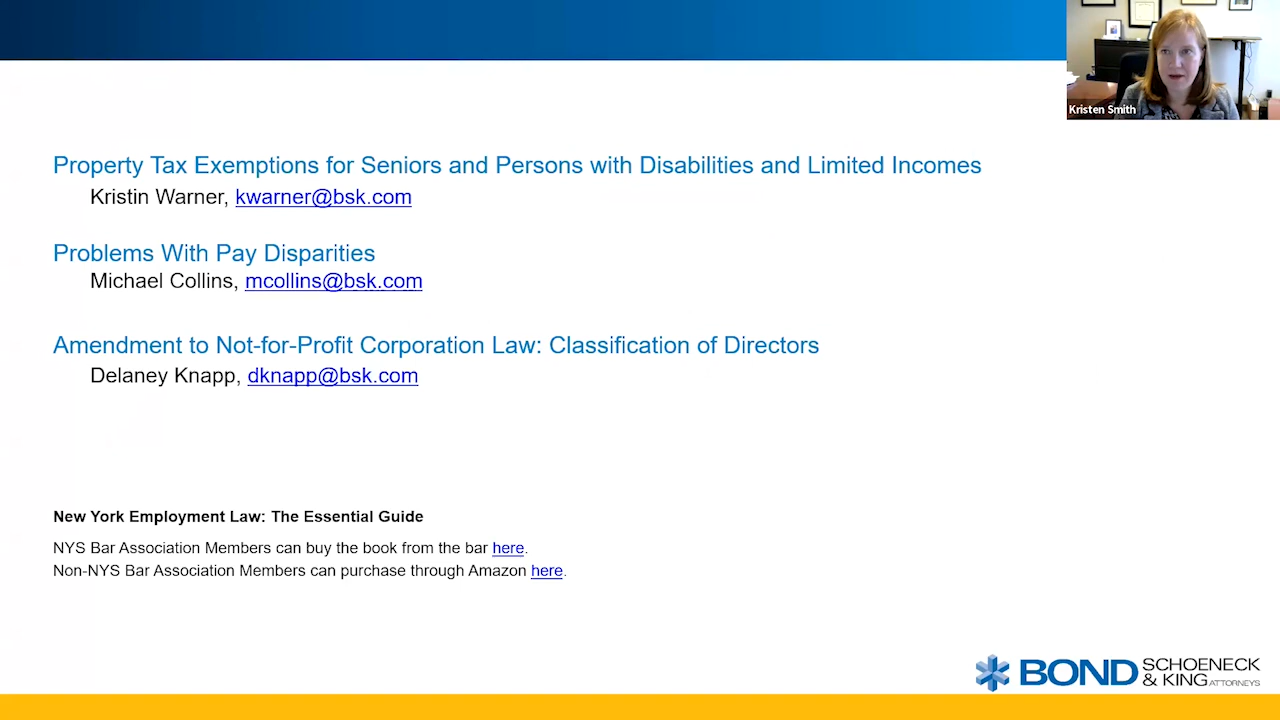 Kristen Smith
Property Tax Exemptions for Seniors and Persons with Disabilities and Limited Incomes
Kristin Warner, kwarner@bsk.com
Problems With Pay Disparities
Michael Collins, mcollins@bsk.com
Amendment to Not-for-Profit Corporation Law: Classification of Directors
Delaney Knapp, dknapp@bsk.com
New York Employment Law: The Essential Guide
NYS Bar Association Members can buy the book from the bar here.
Non-NYS Bar Association Members can purchase through Amazon here.
BOND SCHOENECK
& KING ATTORNEYS